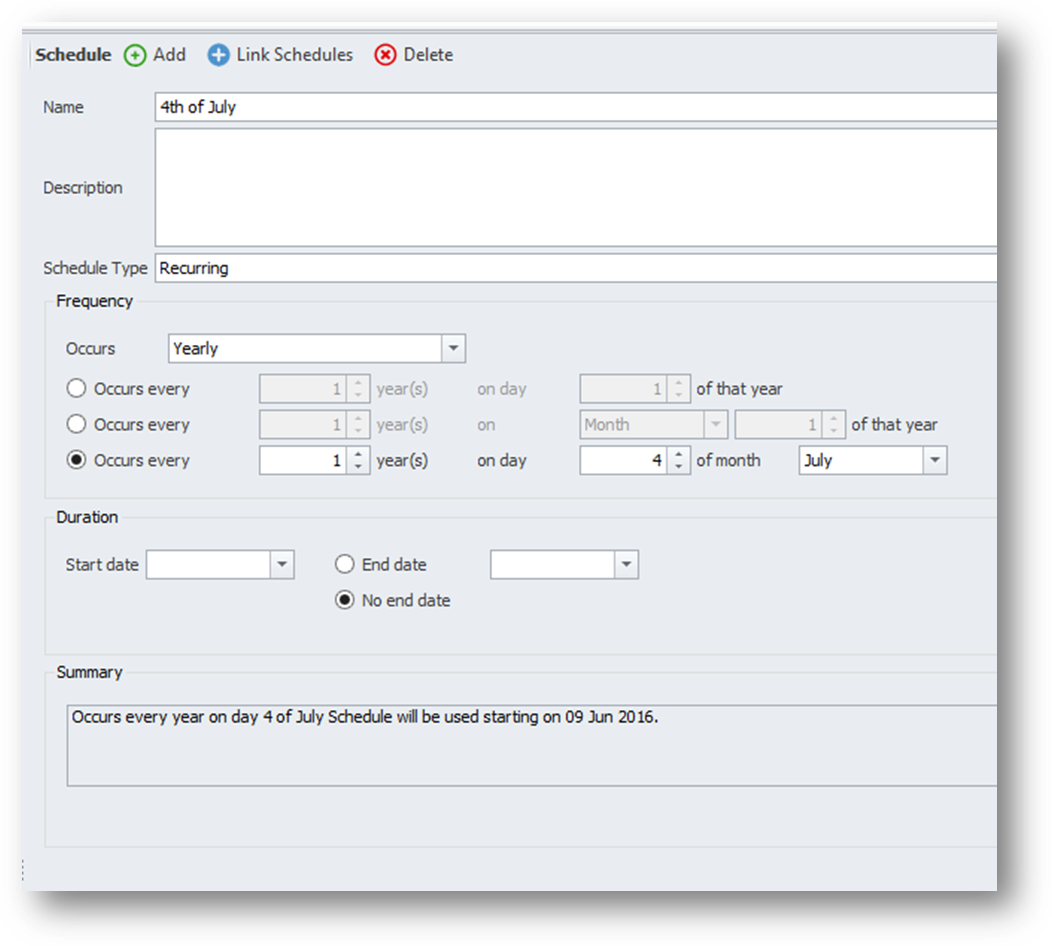 Schedule Add Link Schedules Delete
Name 4th of July
Description
Schedule Type Recurring
Frequency
Occurs Yearly
Occurs every 1 year(s) on day 1 of that year
Occurs every 1 year(s) on Month 1 of that year
Occurs every 1 year(s) on day 4 of month July
Duration
Start date End date
No end date
Summary
Occurs every year on day 4 of July Schedule will be used starting on 09 Jun 2016.